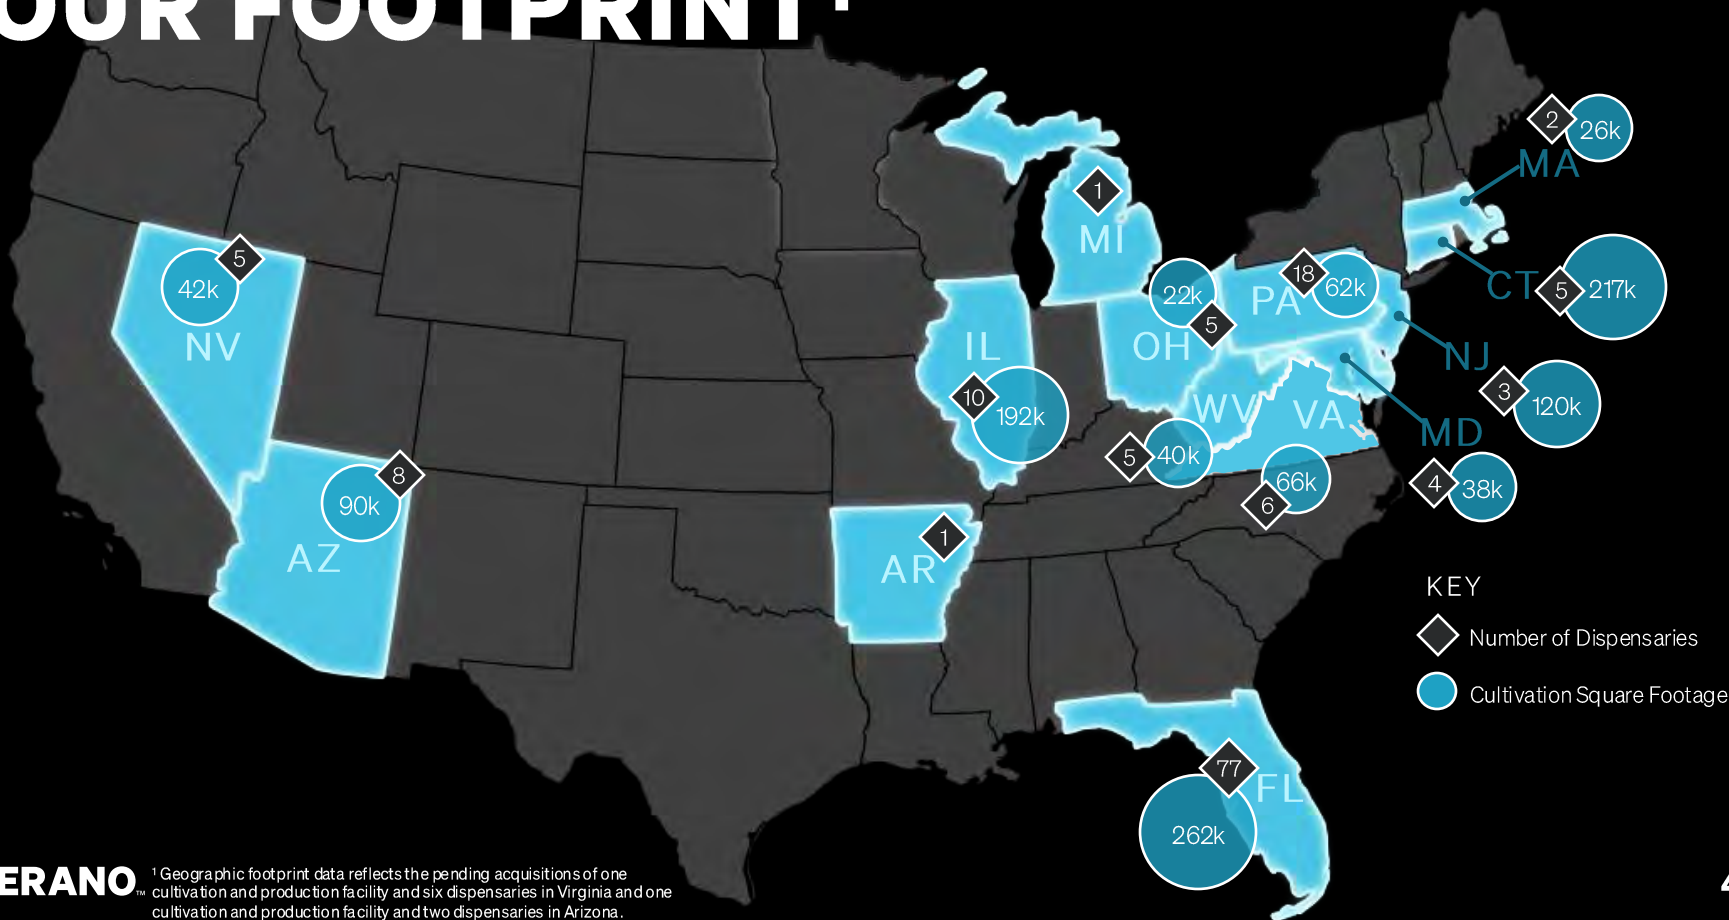 OUR FOOTPRINT¹
2
26k
MA
1
MI
5
42k
NV
18
62k
PA
22k
5
OH
CT
5
217k
NJ
3
120k
IL
10
192k
WV
VA
MD
5
40k
66k
6
4
38k
8
90k
AZ
1
AR
KEY
Number of Dispensaries
Cultivation Square Footage
77
FL
262k
ERANO™
¹ Geographic footprint data reflects the pending acquisitions of one
cultivation and production facility and six dispensaries in Virginia and one
cultivation and production facility and two dispensaries in Arizona.